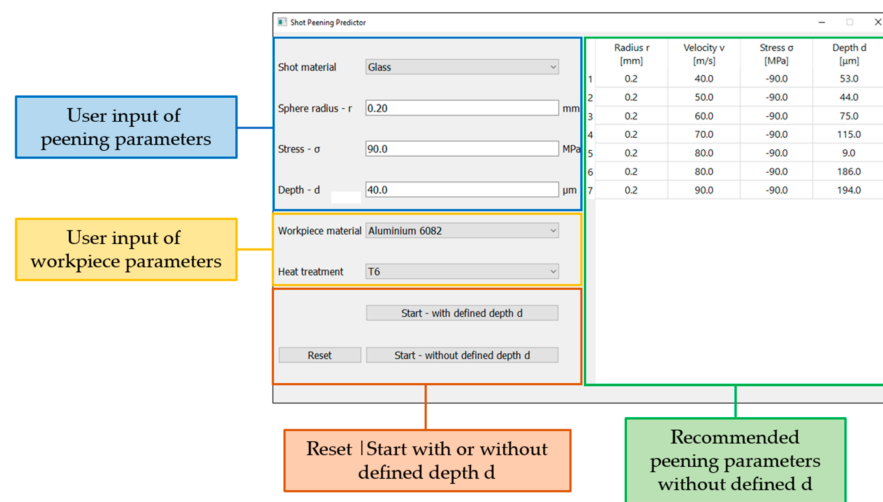 Shot Peening Predictor
User input of
peening parameters
Shot material Glass
Sphere radius - r 0.20 mm
Stress - σ 90.0 MPa
Depth - d 40.0 µm
User input of
workpiece parameters
Workpiece material Aluminium 6082
Heat treatment T6
Start - with defined depth d
Reset Start - without defined depth d
Radius r Velocity v Stress σ Depth d
[mm] [m/s] [MPa] [µm]
1 0.2 40.0 -90.0 53.0
2 0.2 50.0 -90.0 44.0
3 0.2 60.0 -90.0 75.0
4 0.2 70.0 -90.0 115.0
5 0.2 80.0 -90.0 9.0
6 0.2 80.0 -90.0 186.0
7 0.2 90.0 -90.0 194.0
Reset |Start with or without
defined depth d
Recommended
peening parameters
without defined d